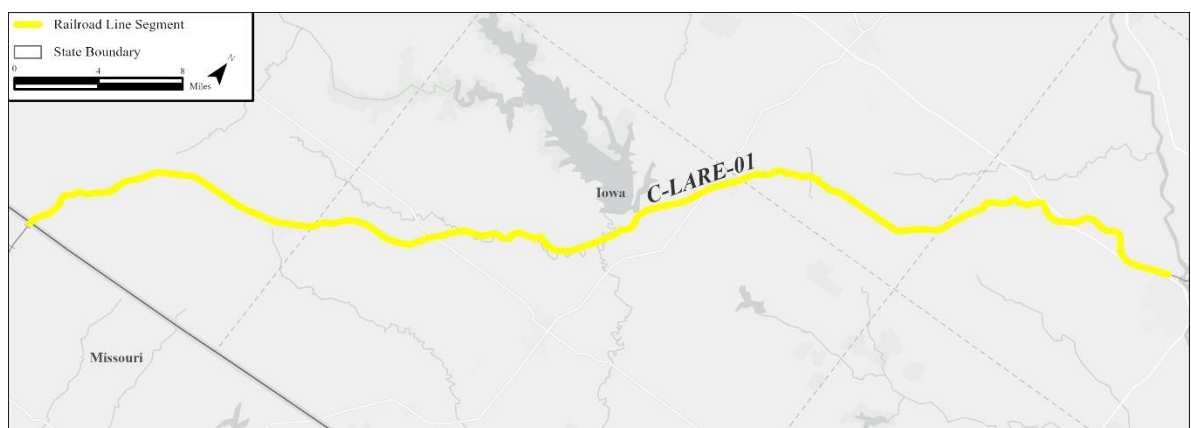 Railroad Line Segment
State Boundary
0 4 8
Miles
N
Iowa
C-LARE-01
Missouri